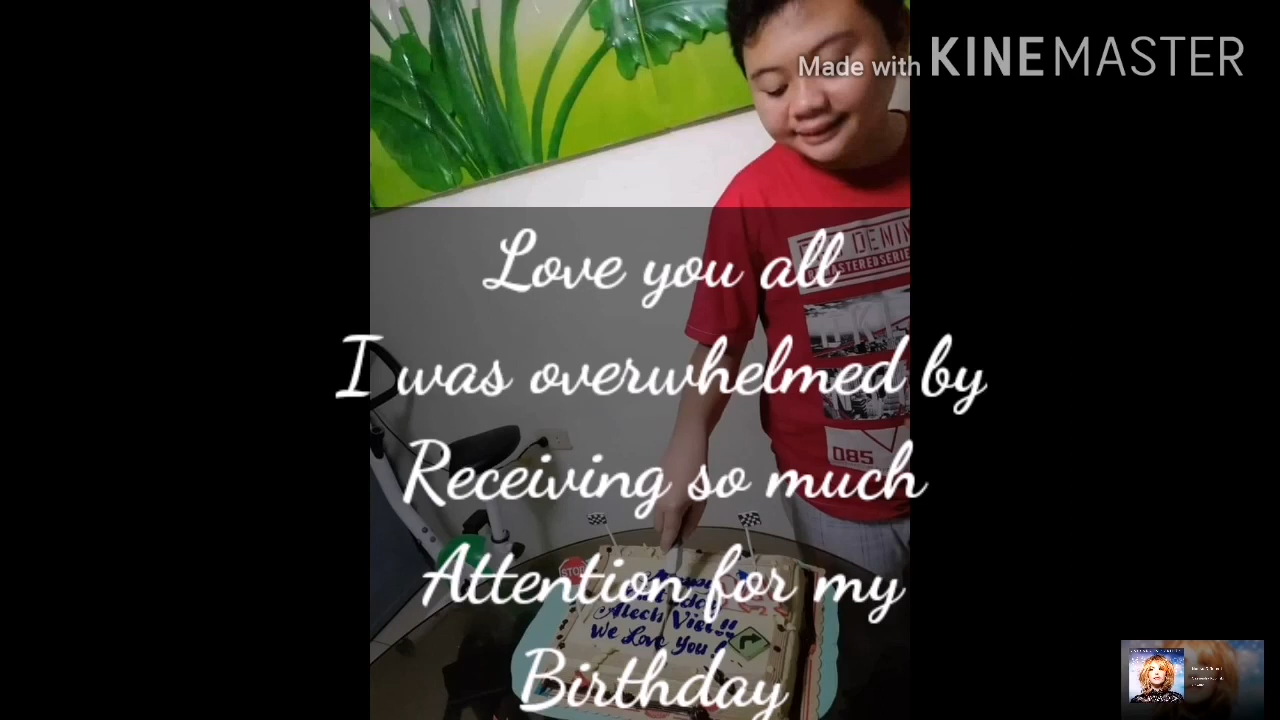 Made with KINEMASTER
DENIM
Love you all
I was overwhelmed by
Receiving so much
085
Attention for my
STOP
We Love You!
Birthday